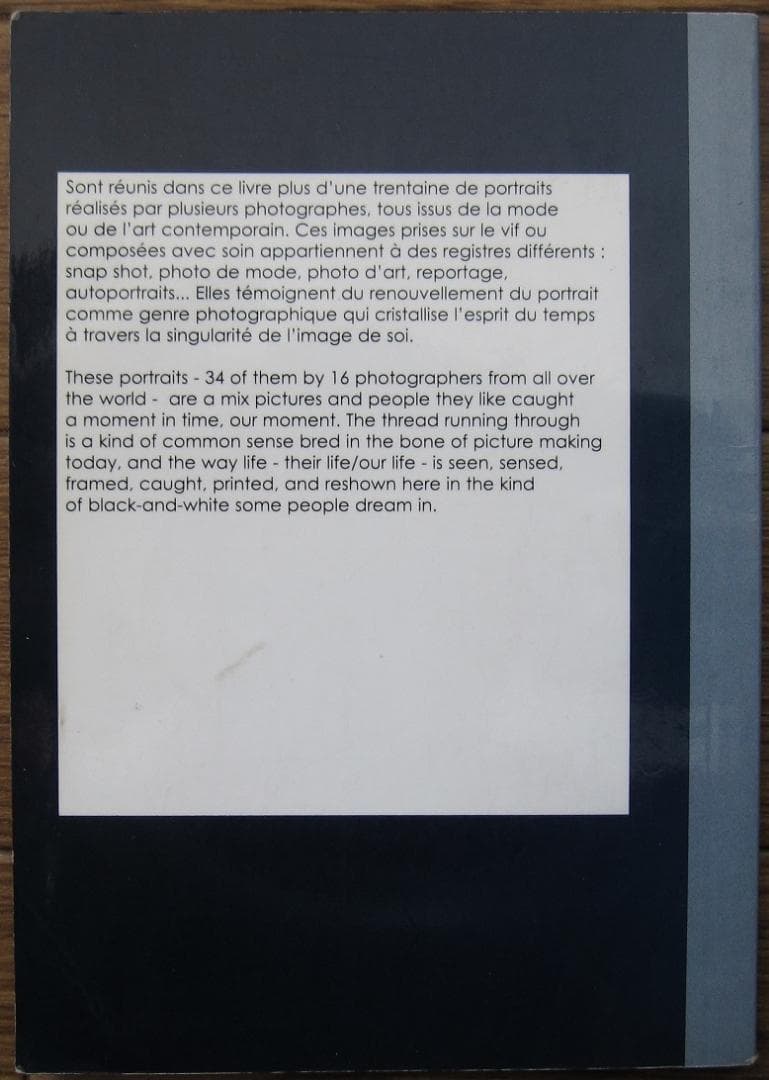 Sont réunis dans ce livre plus d'une trentaine de portraits
réalisés par plusieurs photographes, tous issus de la mode
ou de l'art contemporain. Ces images prises sur le vif ou
composées avec soin appartiennent à des registres différents :
snap shot, photo de mode, photo d'art, reportage,
autoportraits... Elles témoignent du renouvellement du portrait
comme genre photographique qui cristallise l'esprit du temps
à travers la singularité de l'image de soi.
These portraits - 34 of them by 16 photographers from all over
the world - are a mix pictures and people they like caught
a moment in time, our moment. The thread running through
is a kind of common sense bred in the bone of picture making
today, and the way life - their life/our life - is seen, sensed,
framed, caught, printed, and reshown here in the kind
of black-and-white some people dream in.